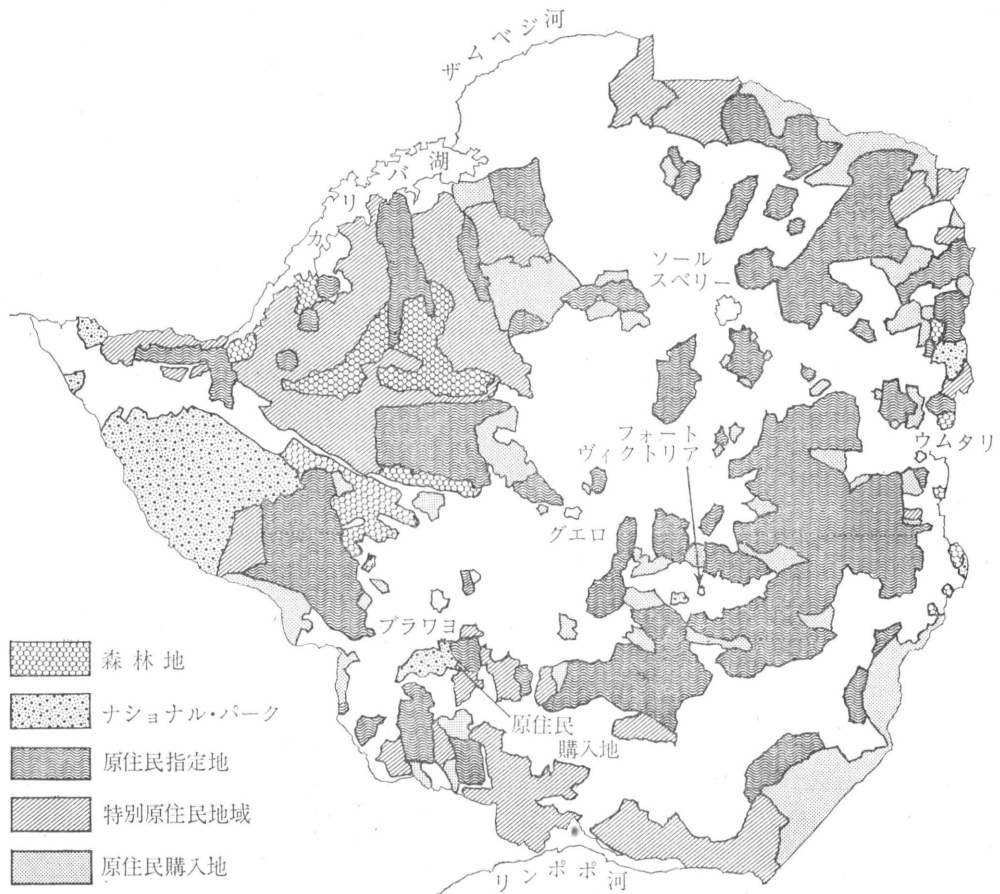 ザムベジ河
カリバ湖
ソール
スベリー
フォート
ヴィクトリア
ウムタリ
グエロ
ブラワヨ
原住民
購入地
リンポポ河
森林地
ナショナル・パーク
原住民指定地
特別原住民地域
原住民購入地